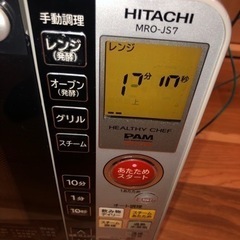 手動調理
HITACHI
MRO-JS7
レンジ
(発酵)
オーブン
(発酵)
グリル
スチーム
10分
1分
10秒
レンジ
17分 17秒
上
HEALTHY CHEF
PAM
あたため
スタート